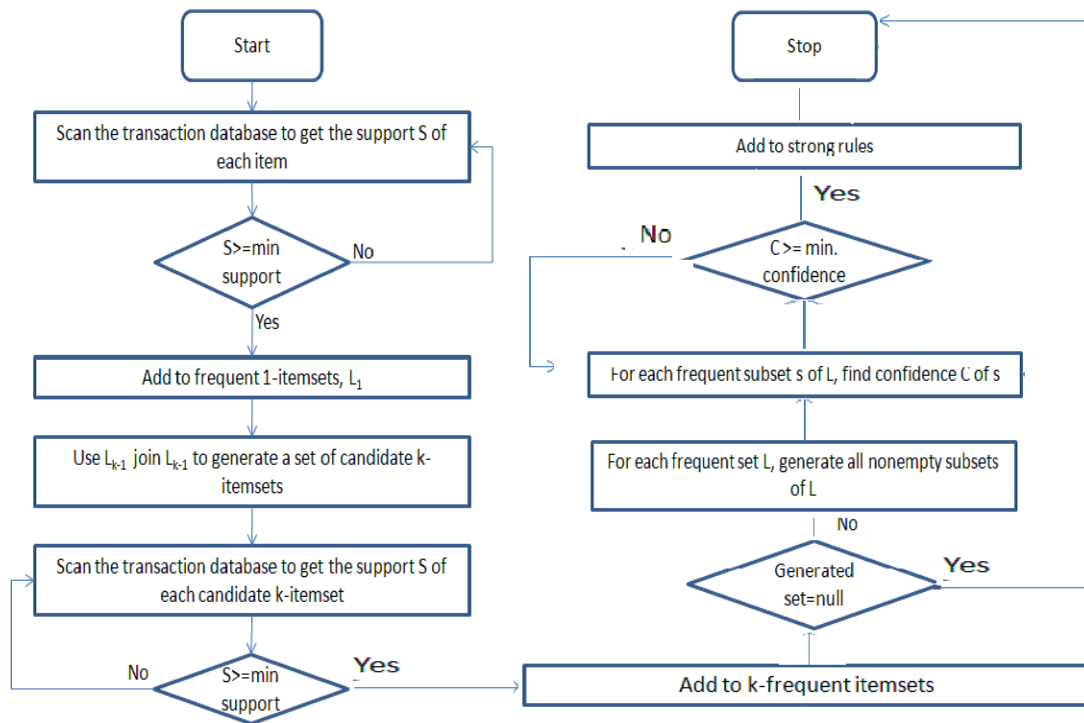 Start
Scan the transaction database to get the support S of
each item
S>=min
support
No
Yes
Add to frequent 1-itemsets, L1
Use Lk-1 join Lk-1 to generate a set of candidate k-
itemsets
Scan the transaction database to get the support S of
each candidate k-itemset
S>=min
support
No
Yes
Add to k-frequent itemsets
Generated
set=null
Yes
No
For each frequent set L, generate all nonempty subsets
of L
For each frequent subset s of L, find confidence C of s
C>= min.
confidence
No
Yes
Add to strong rules
Stop